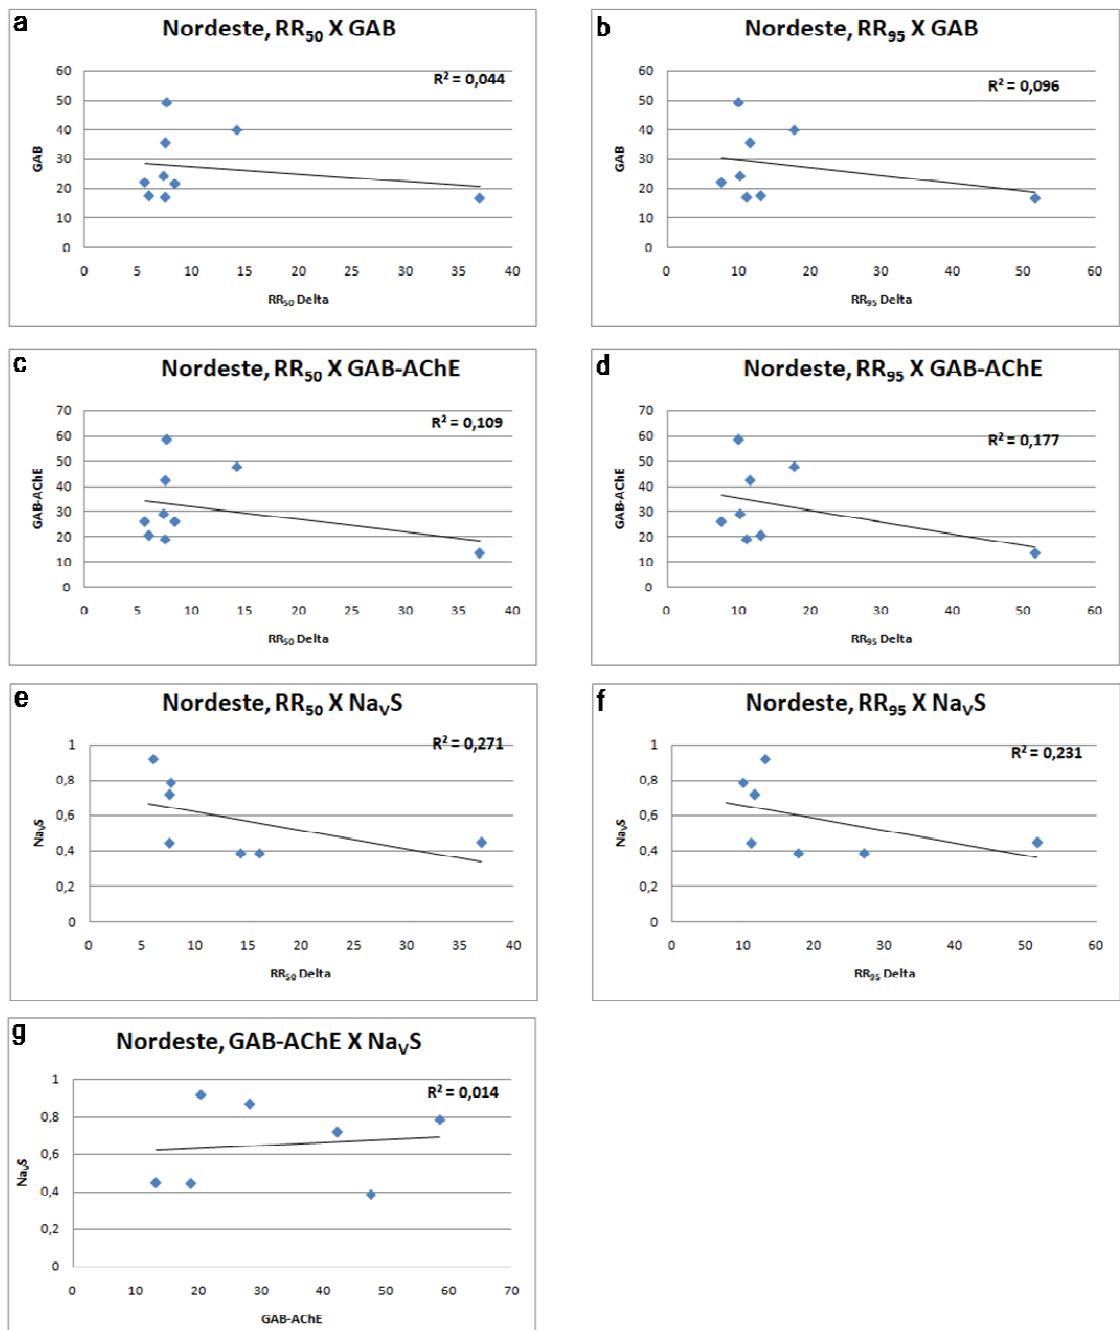 a
Nordeste, RR50 X GAB
R² = 0,044
60
50
40
30
20
10
0
GAB
0 5 10 15 20 25 30 35 40
RR50 Delta
b
Nordeste, RR95 X GAB
R² = 0,096
60
50
40
30
20
10
0
GAB
0 10 20 30 40 50 60
RR95 Delta
c
Nordeste, RR50 X GAB-AChE
R² = 0,109
70
60
50
40
30
20
10
0
GAB-AChE
0 5 10 15 20 25 30 35 40
RR50 Delta
d
Nordeste, RR95 X GAB-AChE
R² = 0,177
70
60
50
40
30
20
10
0
GAB-AChE
0 10 20 30 40 50 60
RR95 Delta
e
Nordeste, RR50 X NaVS
R² = 0,271
1
0,8
0,6
0,4
0,2
0
NaVS
0 5 10 15 20 25 30 35 40
RR50 Delta
f
Nordeste, RR95 X NaVS
R² = 0,231
1
0,8
0,6
0,4
0,2
0
NaVS
0 10 20 30 40 50 60
RR95 Delta
g
Nordeste, GAB-AChE X NaVS
R² = 0,014
1
0,8
0,6
0,4
0,2
0
NaVS
0 10 20 30 40 50 60 70
GAB-AChE